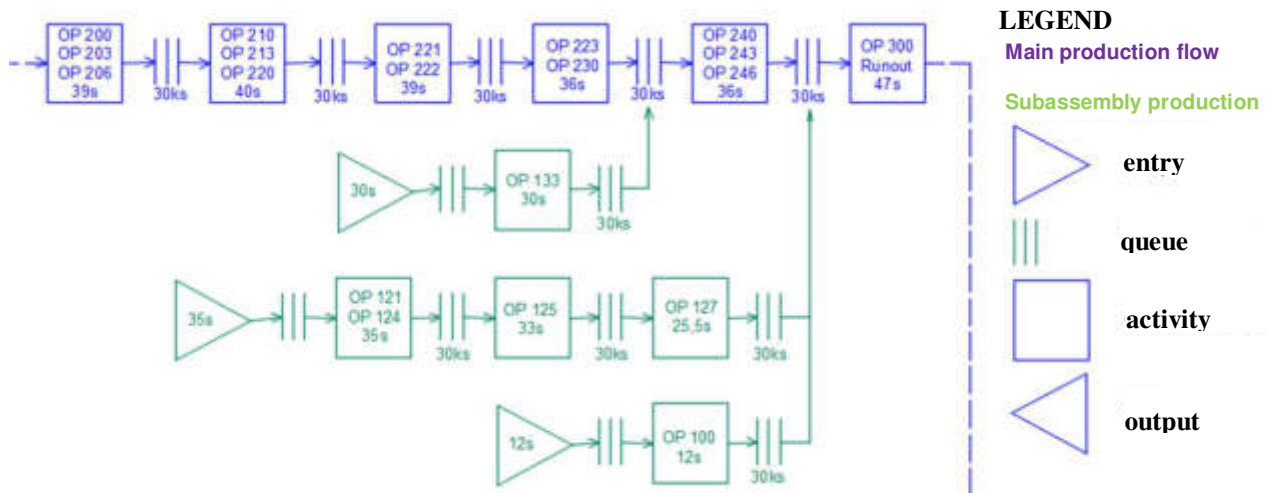 OP 200
OP 203
OP 206
39s
30ks
OP 210
OP 213
OP 220
40s
30ks
OP 221
OP 222
39s
30ks
OP 223
OP 230
36s
30ks
OP 240
OP 243
OP 246
36s
30ks
OP 300
Runout
47s
30s
OP 133
30s
30ks
35s
OP 121
OP 124
35s
30ks
OP 125
33s
30ks
OP 127
25,5s
30ks
12s
OP 100
12s
30ks
LEGEND
Main production flow
Subassembly production
entry
queue
activity
output